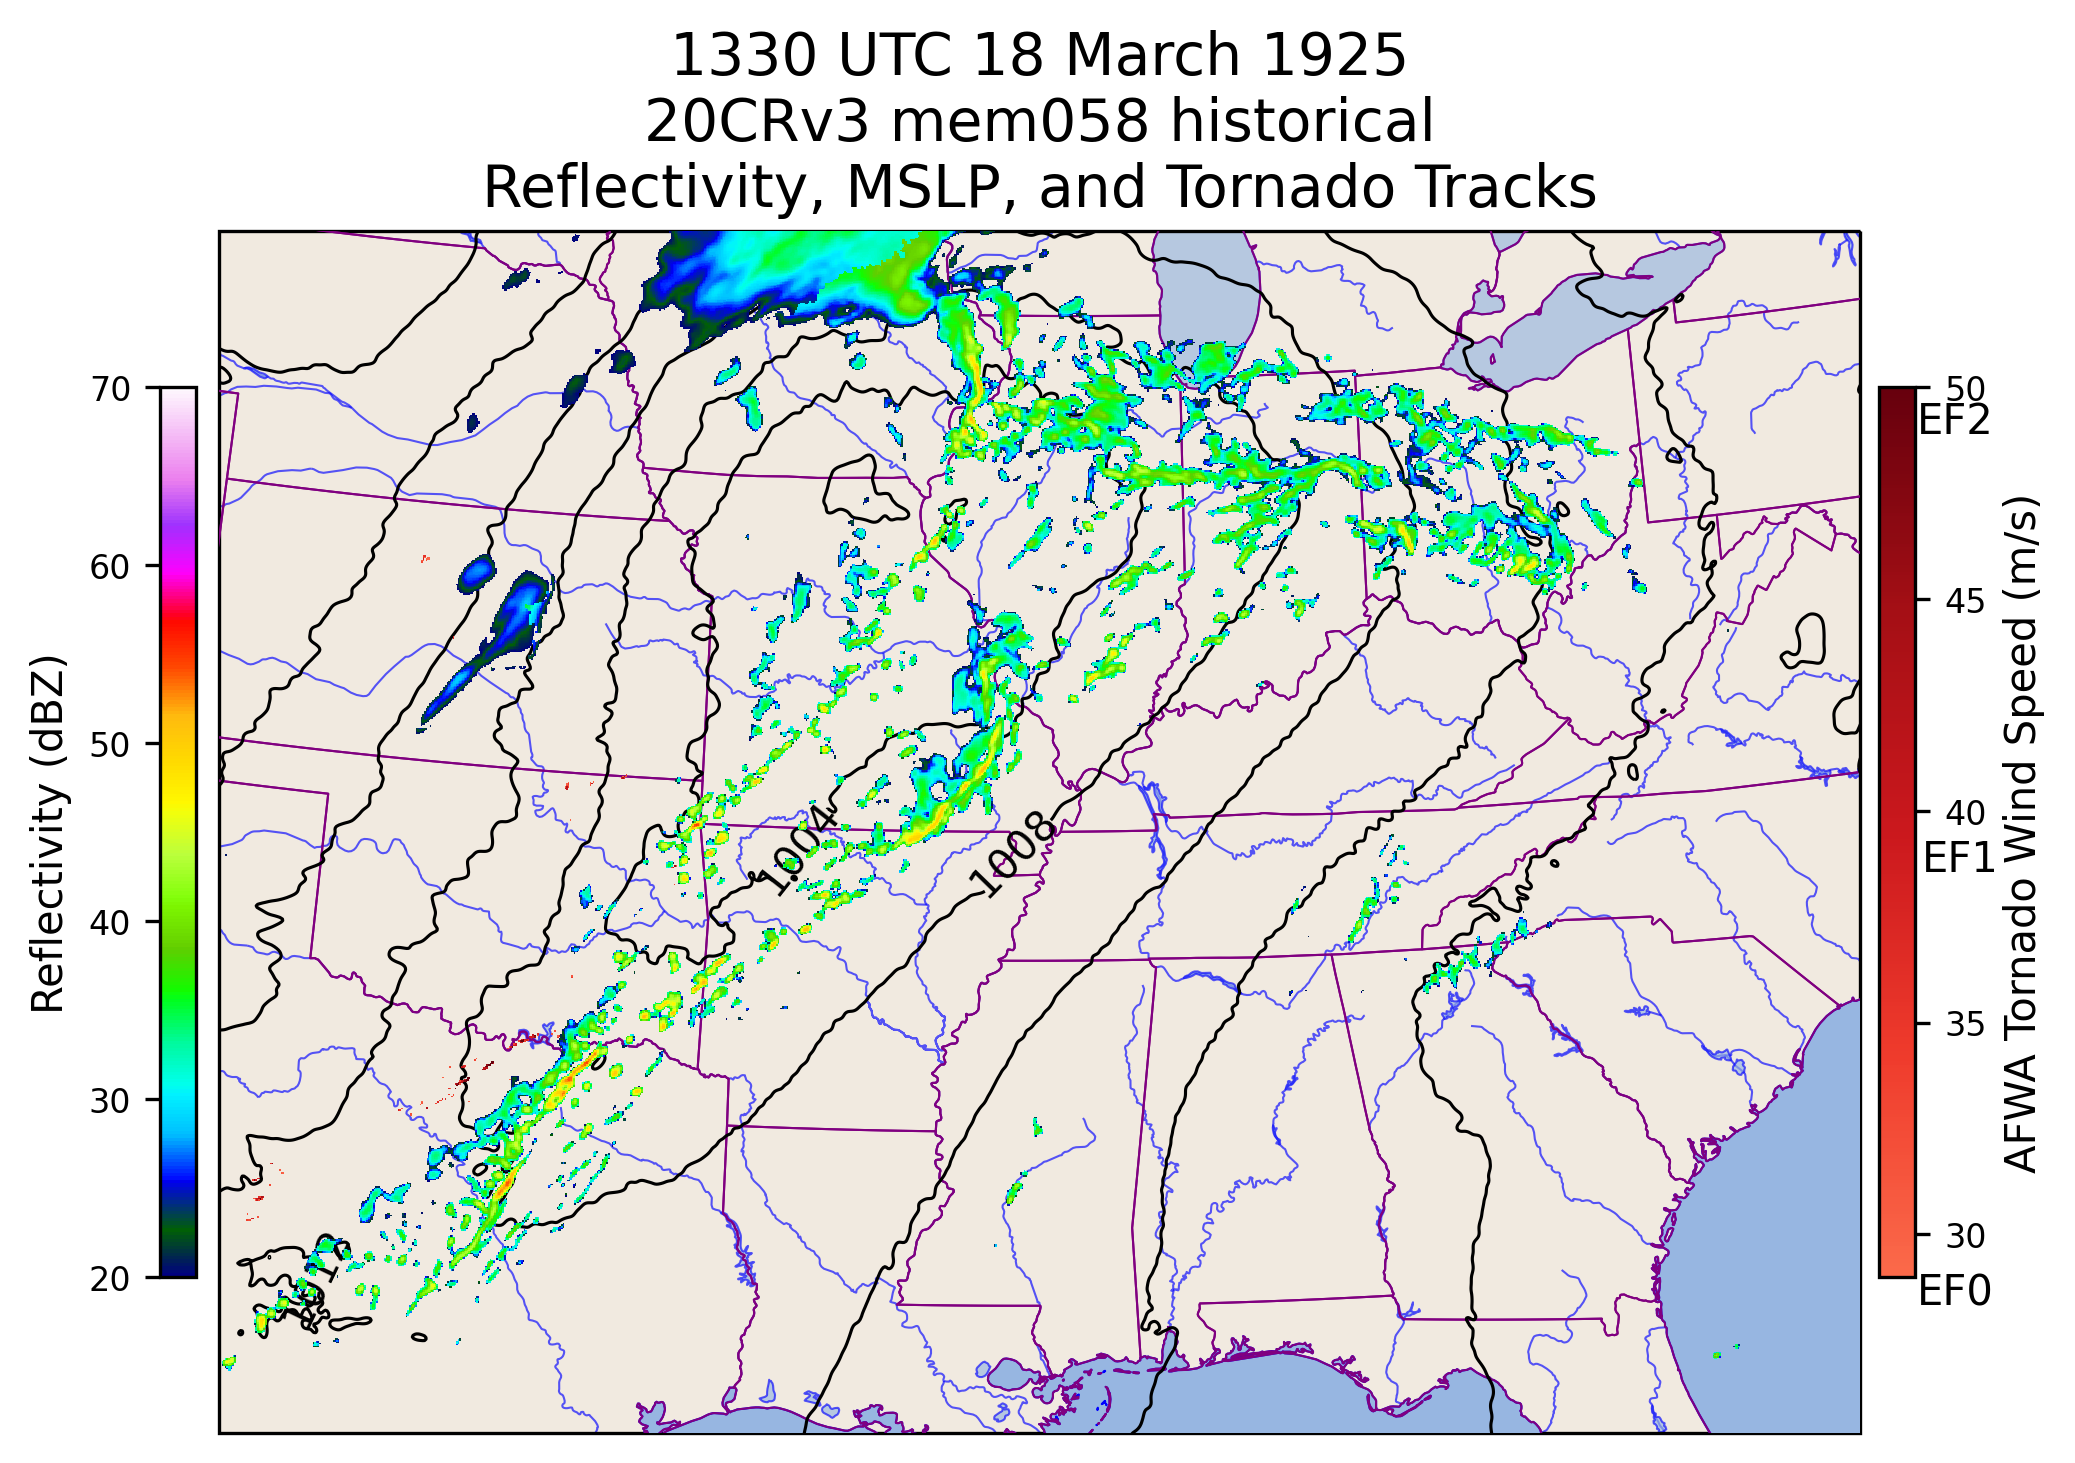 1330 UTC 18 March 1925
20CRv3 mem058 historical
Reflectivity, MSLP, and Tornado Tracks
70
60
50
40
30
20
Reflectivity (dBZ)
1004
1008
50
EF2
45
40
EF1
35
30
EF0
AFWA Tornado Wind Speed (m/s)